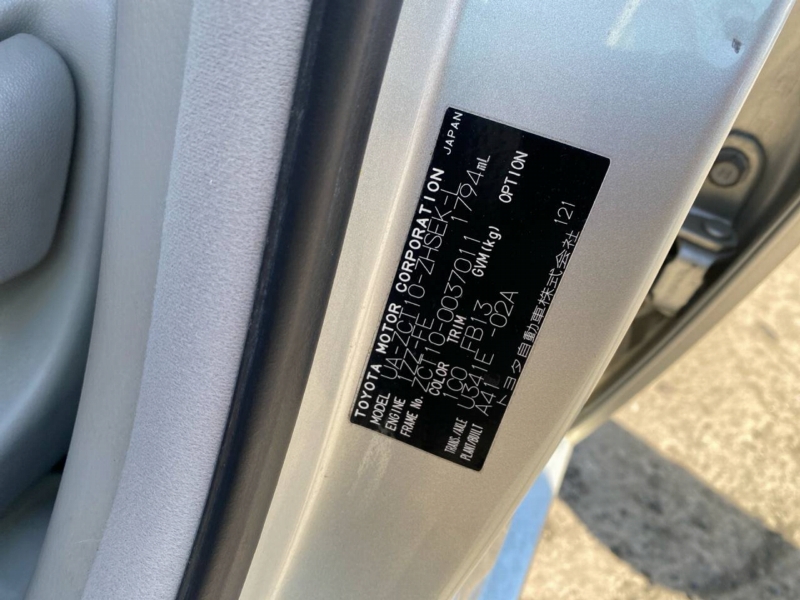 TOYOTA MOTOR CORPORATION JAPAN
MODEL UA-ZCT10-ZHSEK-L
ENGINE 1ZZ-FE 1794mL
FRAME No. ZCT10-0037011
COLOR TRIM GVM(kg) OPTION
1C0 FB13
TRANS./AXLE U341E -02A
PLANT/BUILT A41
トヨタ自動車株式会社 121